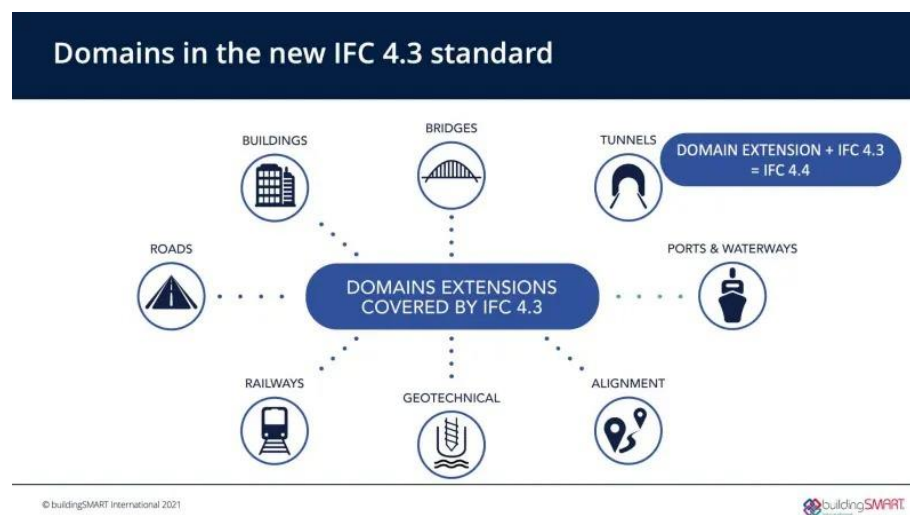 Domains in the new IFC 4.3 standard
BRIDGES
BUILDINGS
TUNNELS
DOMAIN EXTENSION + IFC 4.3
= IFC 4.4
ROADS
PORTS & WATERWAYS
DOMAINS EXTENSIONS
COVERED BY IFC 4.3
RAILWAYS
GEOTECHNICAL
ALIGNMENT
© buildingSMART International 2021
buildingSMART